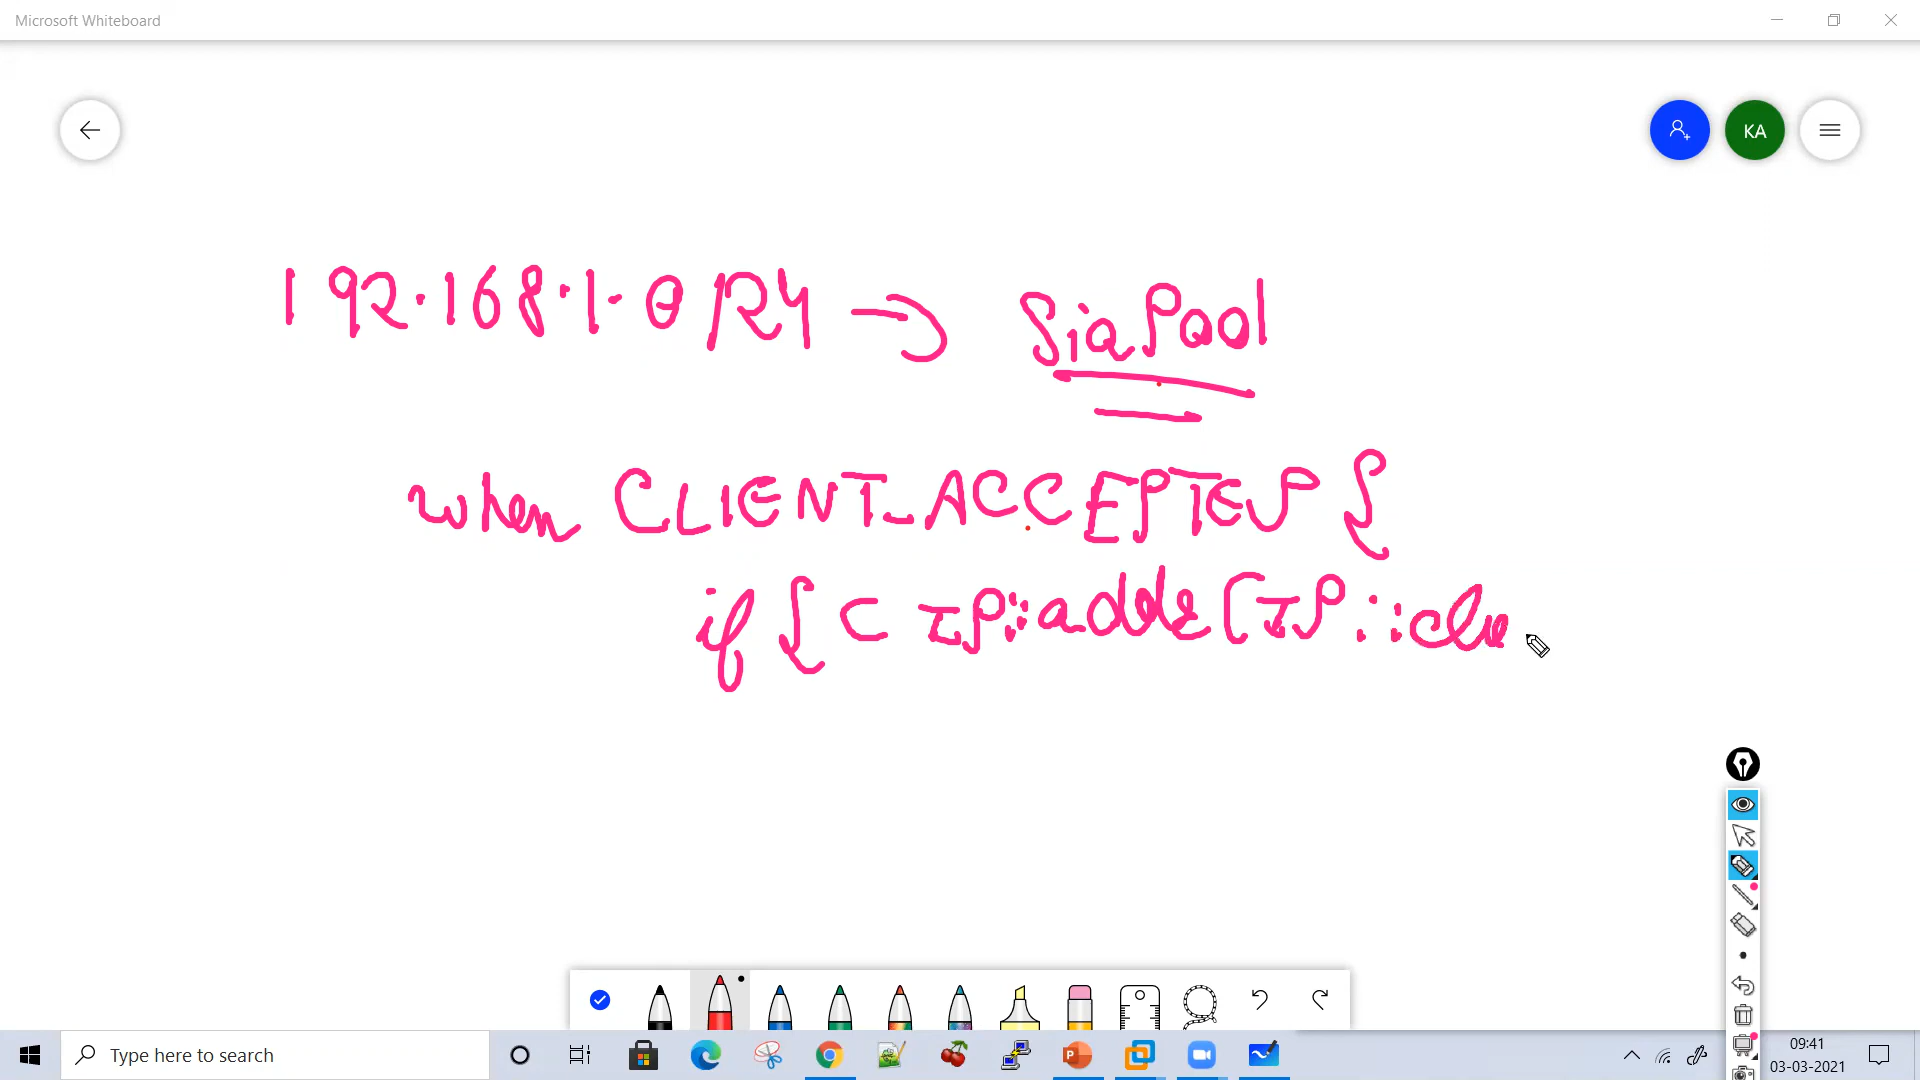 Microsoft Whiteboard
KA
192.168.1.0/24 → SiaPool
when CLIENT_ACCEPTED {
if { [ IP::addr [IP::clie
Type here to search
09:41
03-03-2021